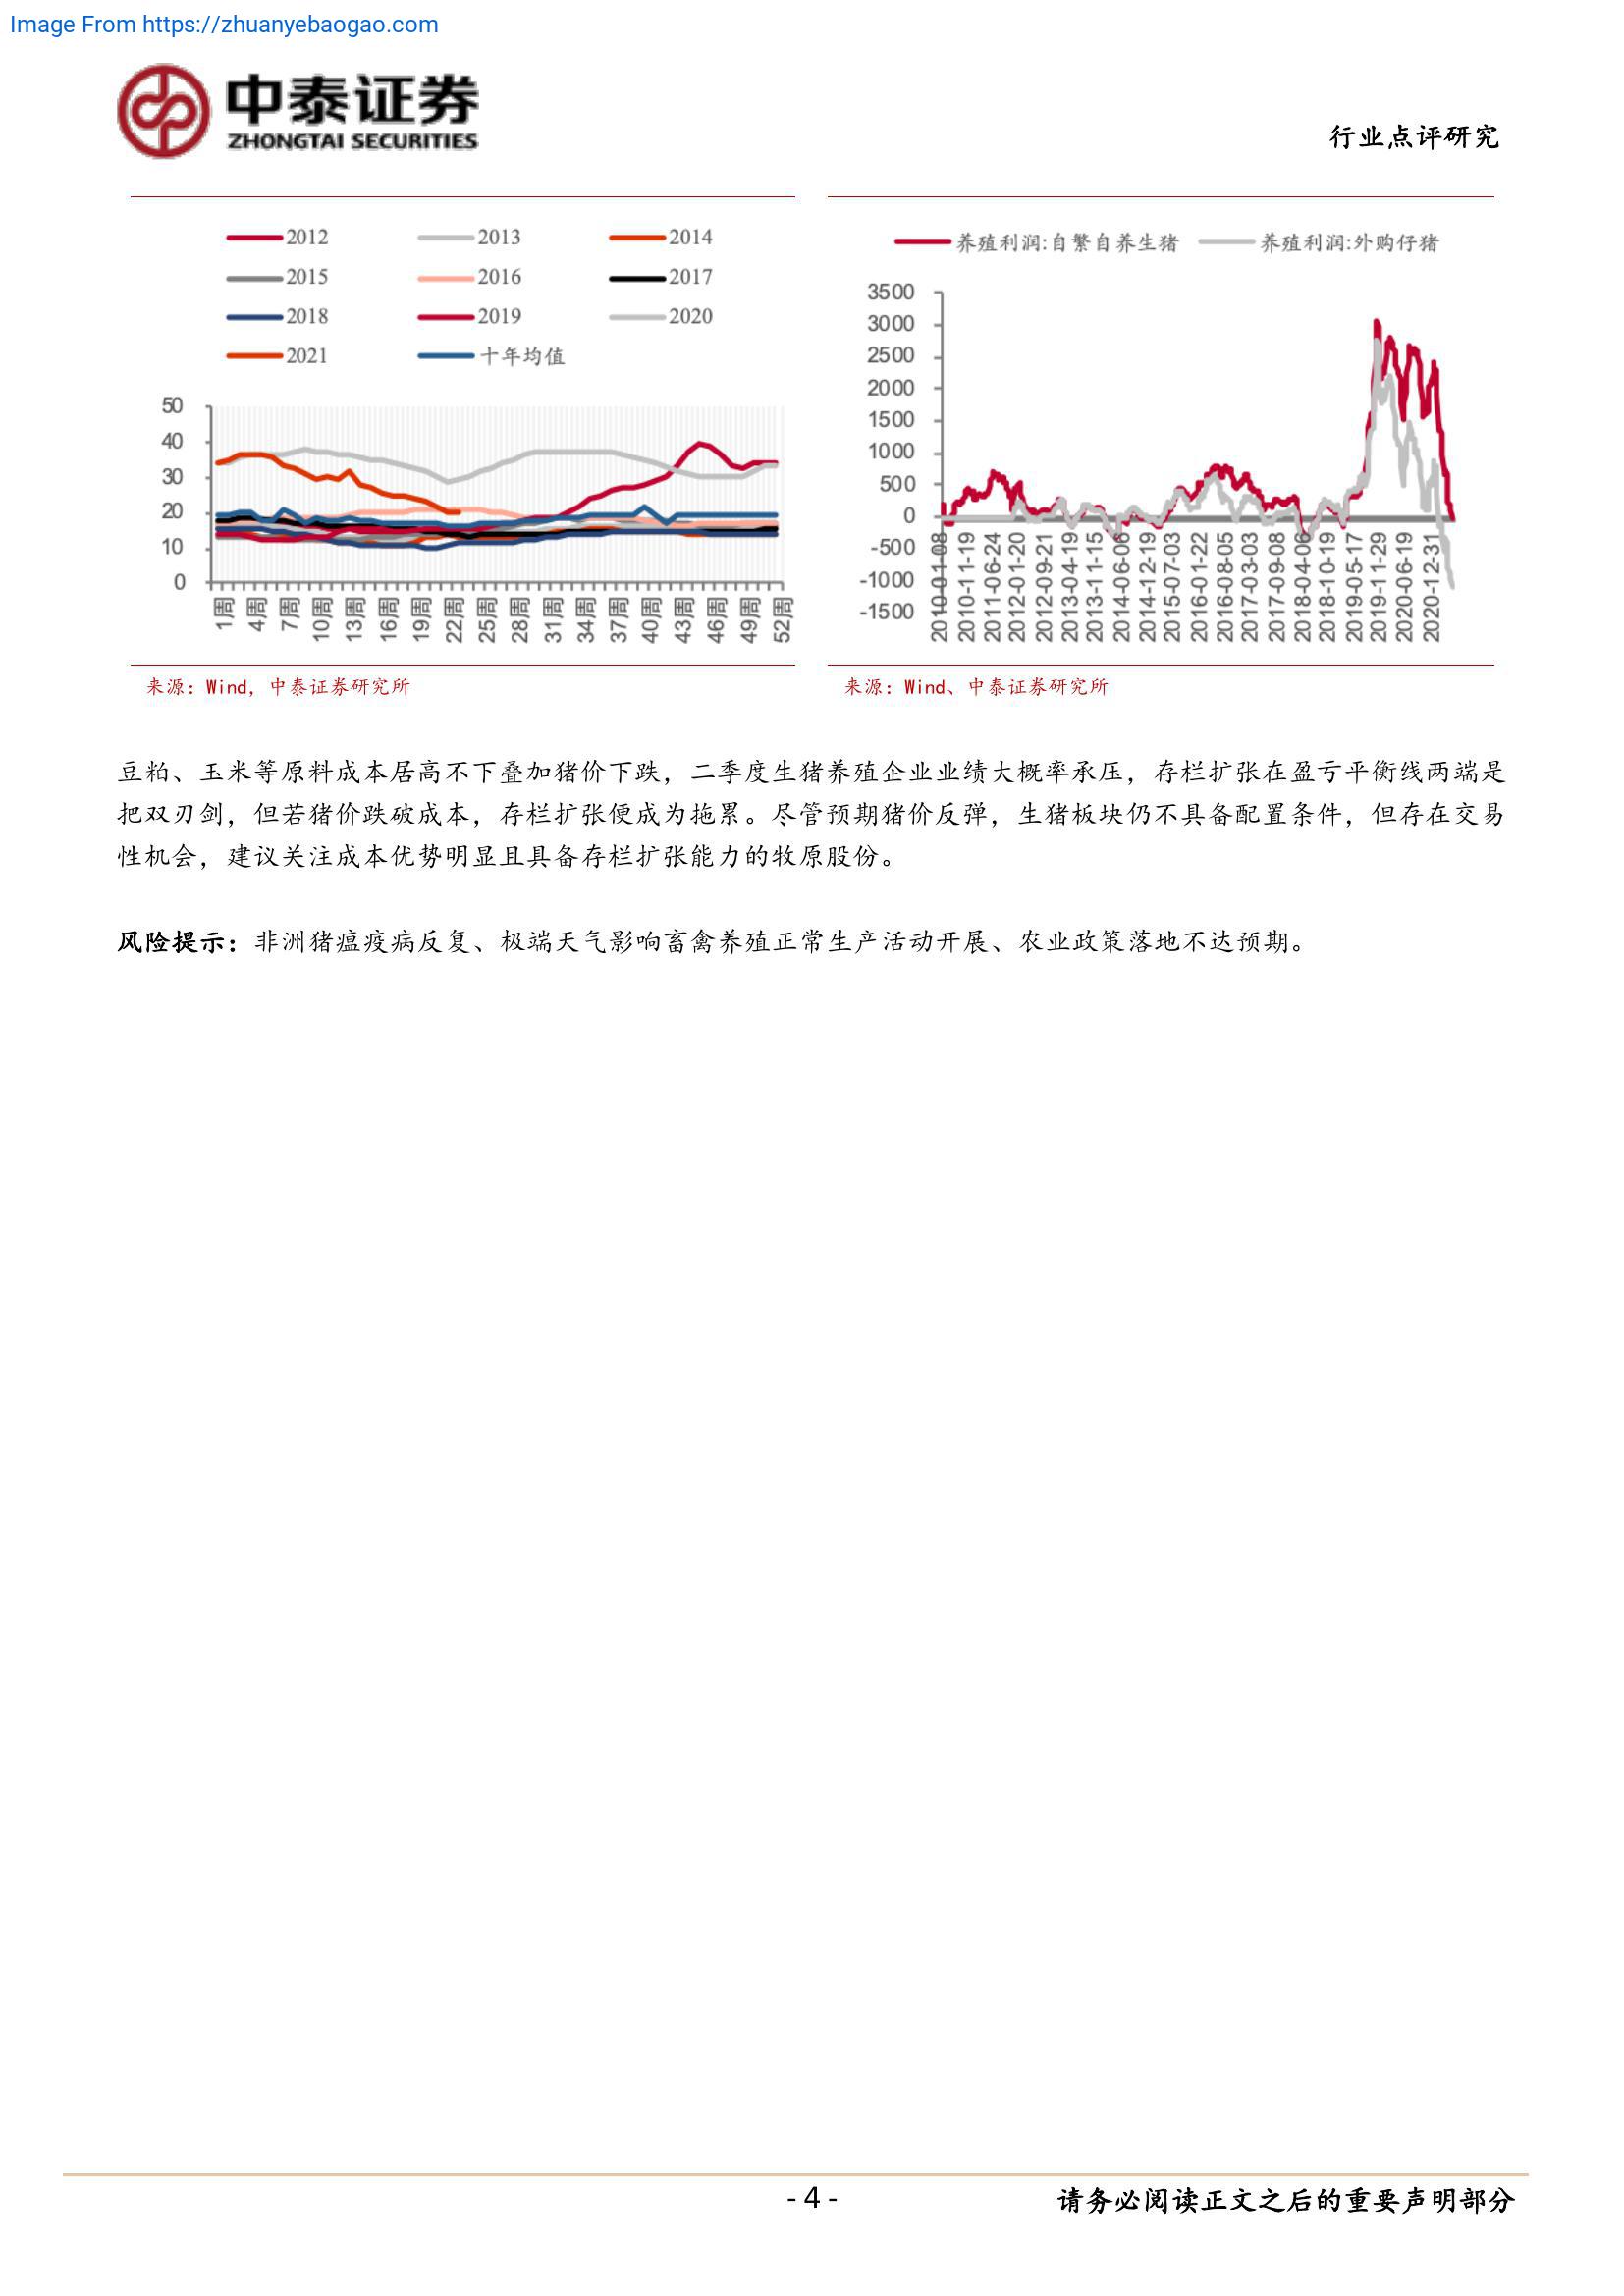 Image From https://zhuanyebaogao.com
中泰证券
ZHONGTAI SECURITIES
行业点评研究
2012 2013 2014
2015 2016 2017
2018 2019 2020
2021 十年均值
50
40
30
20
10
0
1周 4周 7周 10周 13周 16周 19周 22周 25周 28周 31周 34周 37周 40周 43周 46周 49周 52周
来源：Wind，中泰证券研究所
养殖利润:自繁自养生猪 养殖利润:外购仔猪
3500
3000
2500
2000
1500
1000
500
0
-500
-1000
-1500
2010-01-08 2010-11-19 2011-06-24 2012-01-20 2012-09-21 2013-04-19 2013-11-15 2014-06-06 2014-12-19 2015-07-03 2016-01-22 2016-08-05 2017-03-03 2017-09-08 2018-04-06 2018-10-19 2019-05-17 2019-11-29 2020-06-19 2020-12-31
来源：Wind、中泰证券研究所
豆粕、玉米等原料成本居高不下叠加猪价下跌，二季度生猪养殖企业业绩大概率承压，存栏扩张在盈亏平衡线两端是
把双刃剑，但若猪价跌破成本，存栏扩张便成为拖累。尽管预期猪价反弹，生猪板块仍不具备配置条件，但存在交易
性机会，建议关注成本优势明显且具备存栏扩张能力的牧原股份。
风险提示：非洲猪瘟疫病反复、极端天气影响畜禽养殖正常生产活动开展、农业政策落地不达预期。
- 4 -
请务必阅读正文之后的重要声明部分